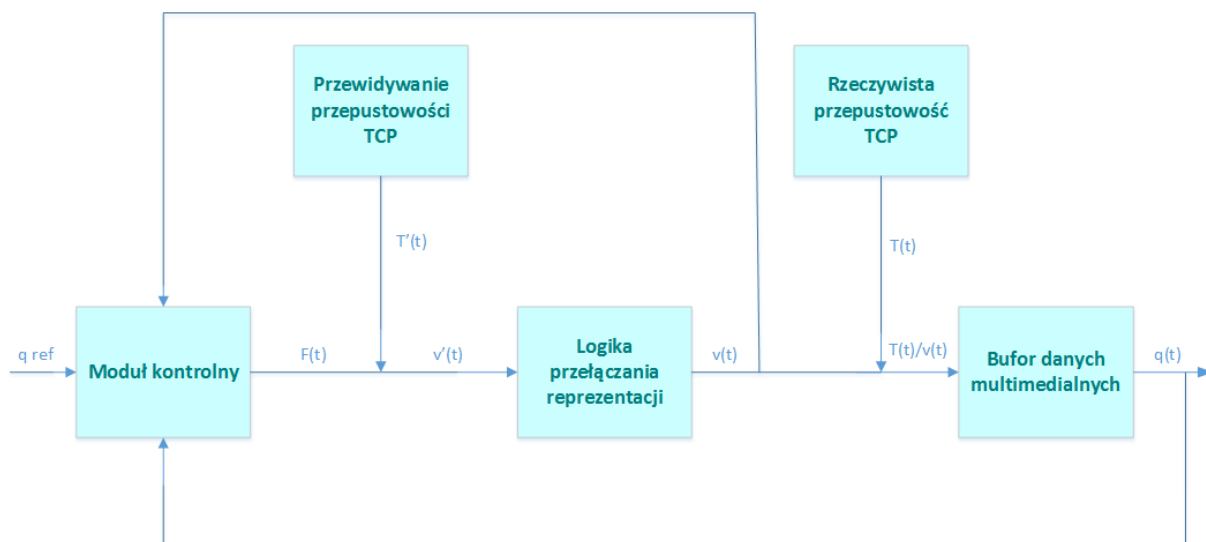 Przewidywanie
przepustowości
TCP
Rzeczywista
przepustowość
TCP
T'(t)
T(t)
q ref
Moduł kontrolny
F(t)
v'(t)
Logika
przełączania
reprezentacji
v(t)
T(t)/v(t)
Bufor danych
multimedialnych
q(t)